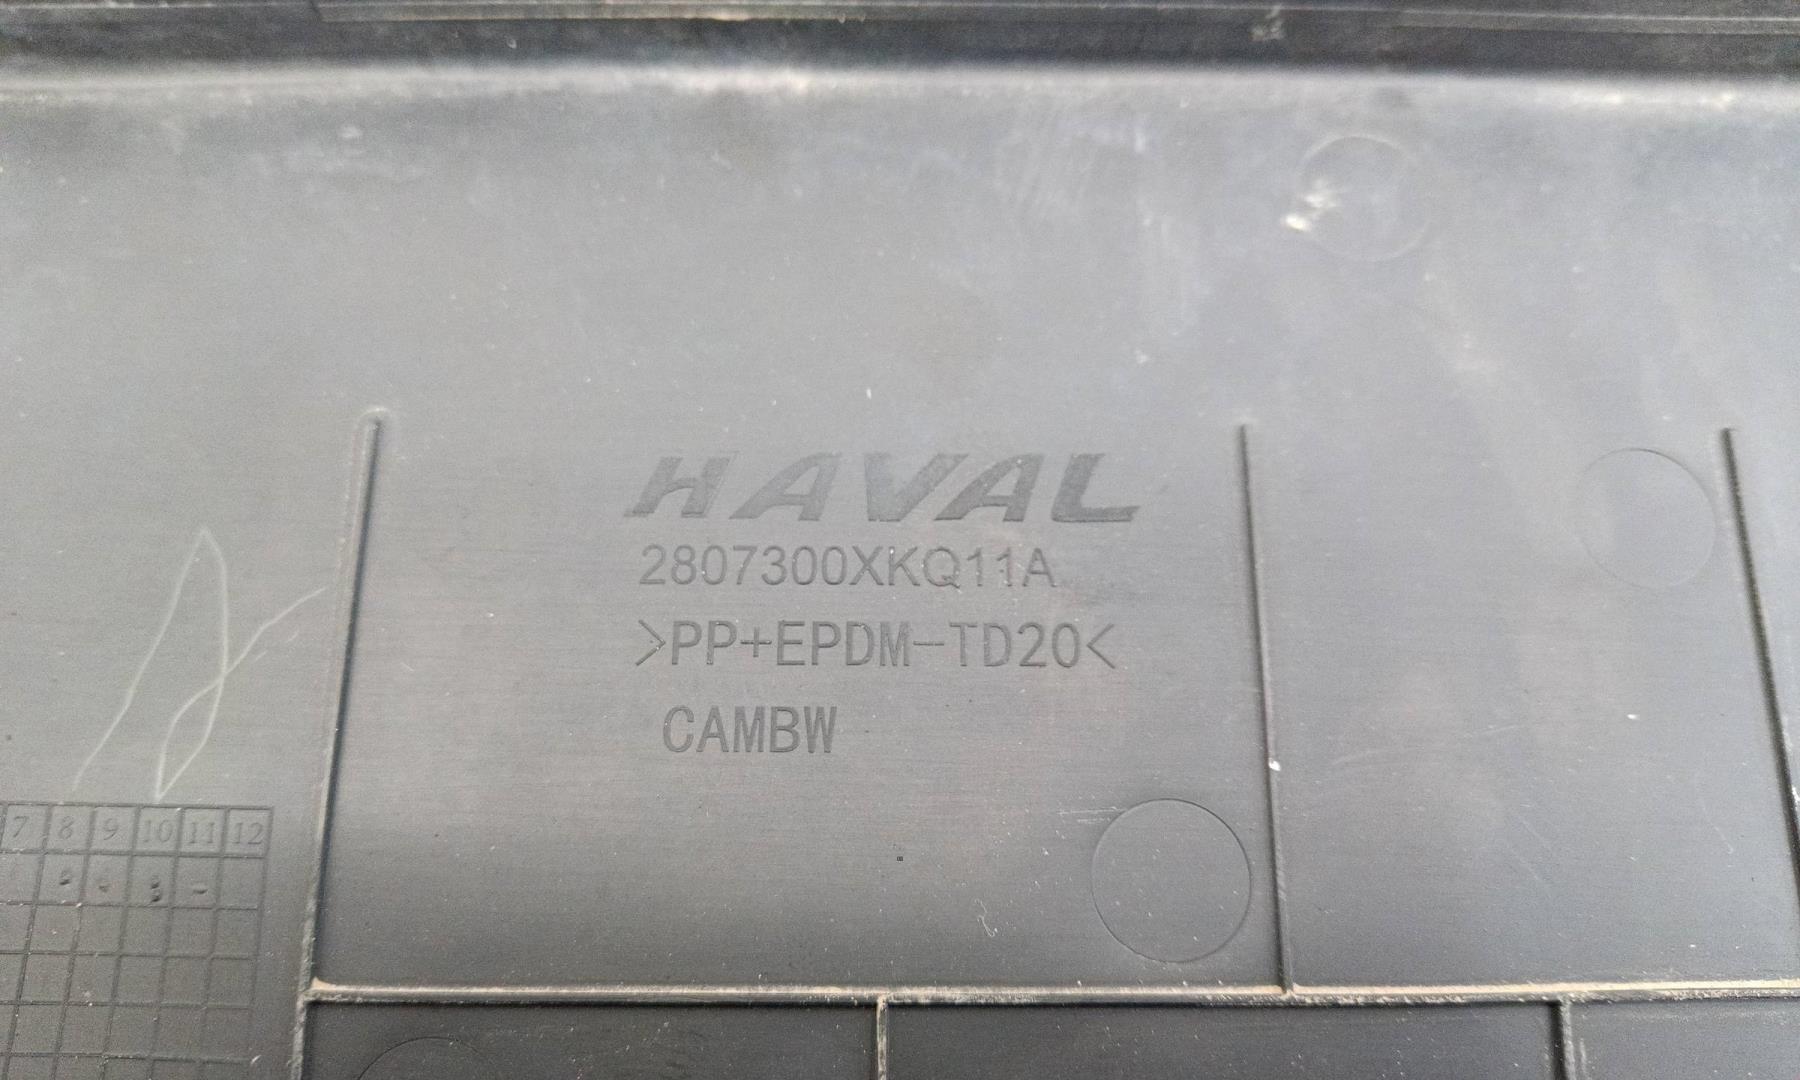 HAVAL
2807300XKQ11A
>PP+EPDM-TD20<
CAMBW
7 8 9 10 11 12